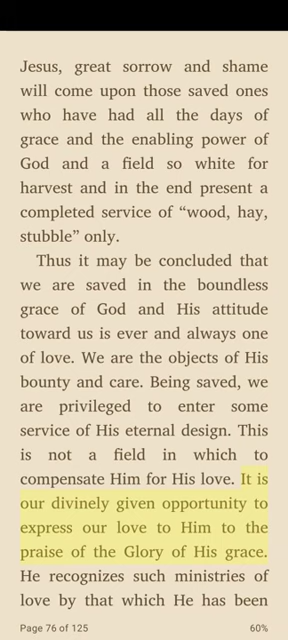 Jesus, great sorrow and shame
will come upon those saved ones
who have had all the days of
grace and the enabling power of
God and a field so white for
harvest and in the end present a
completed service of “wood, hay,
stubble” only.
Thus it may be concluded that
we are saved in the boundless
grace of God and His attitude
toward us is ever and always one
of love. We are the objects of His
bounty and care. Being saved, we
are privileged to enter some
service of His eternal design. This
is not a field in which to
compensate Him for His love. It is
our divinely given opportunity to
express our love to Him to the
praise of the Glory of His grace.
He recognizes such ministries of
love by that which He has been
Page 76 of 125 60%